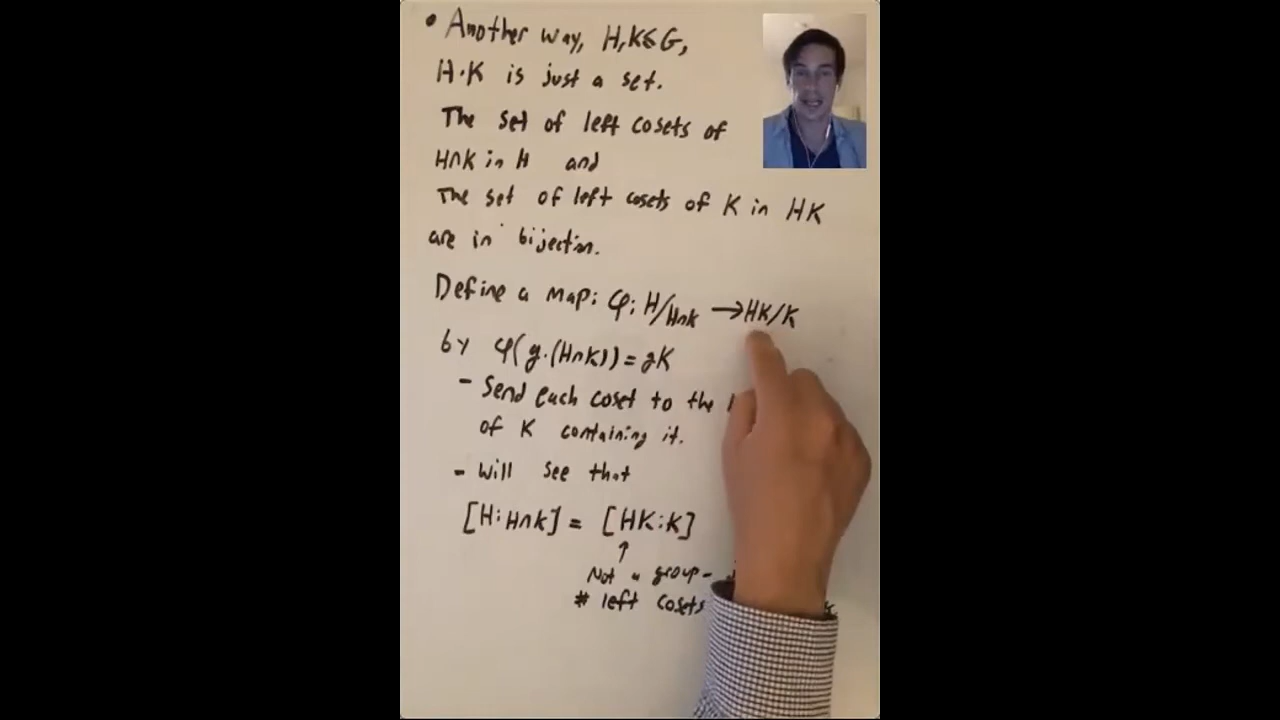 • Another way, H,K≤G,
H·K is just a set.
The set of left cosets of
H∩K in H and
The set of left cosets of K in HK
are in bijection.
Define a map: φ: H/H∩K → HK/K
by φ(g·(H∩K)) = gK
- Send each coset to the
of K containing it.
- Will see that
[H:H∩K] = [HK:K]
↑
Not a group -
# left cosets